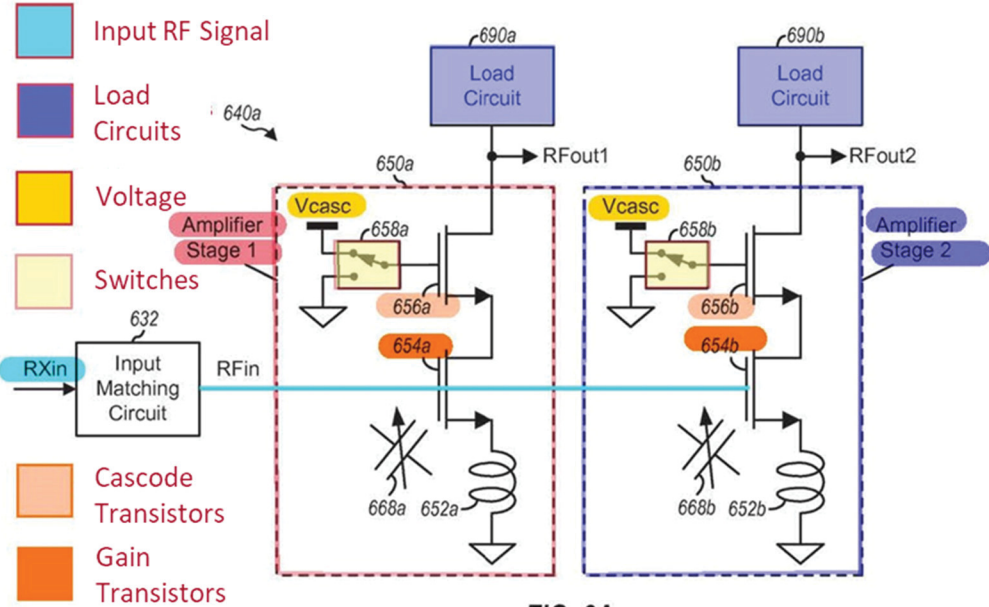 Input RF Signal
Load
Circuits
Voltage
Switches
Cascode
Transistors
Gain
Transistors
640a
690a
Load
Circuit
690b
Load
Circuit
RFout1
RFout2
650a
650b
Vcasc
658a
Vcasc
658b
Amplifier
Stage 1
Amplifier
Stage 2
656a
656b
654a
654b
632
RXin
Input
Matching
Circuit
RFin
668a
652a
668b
652b